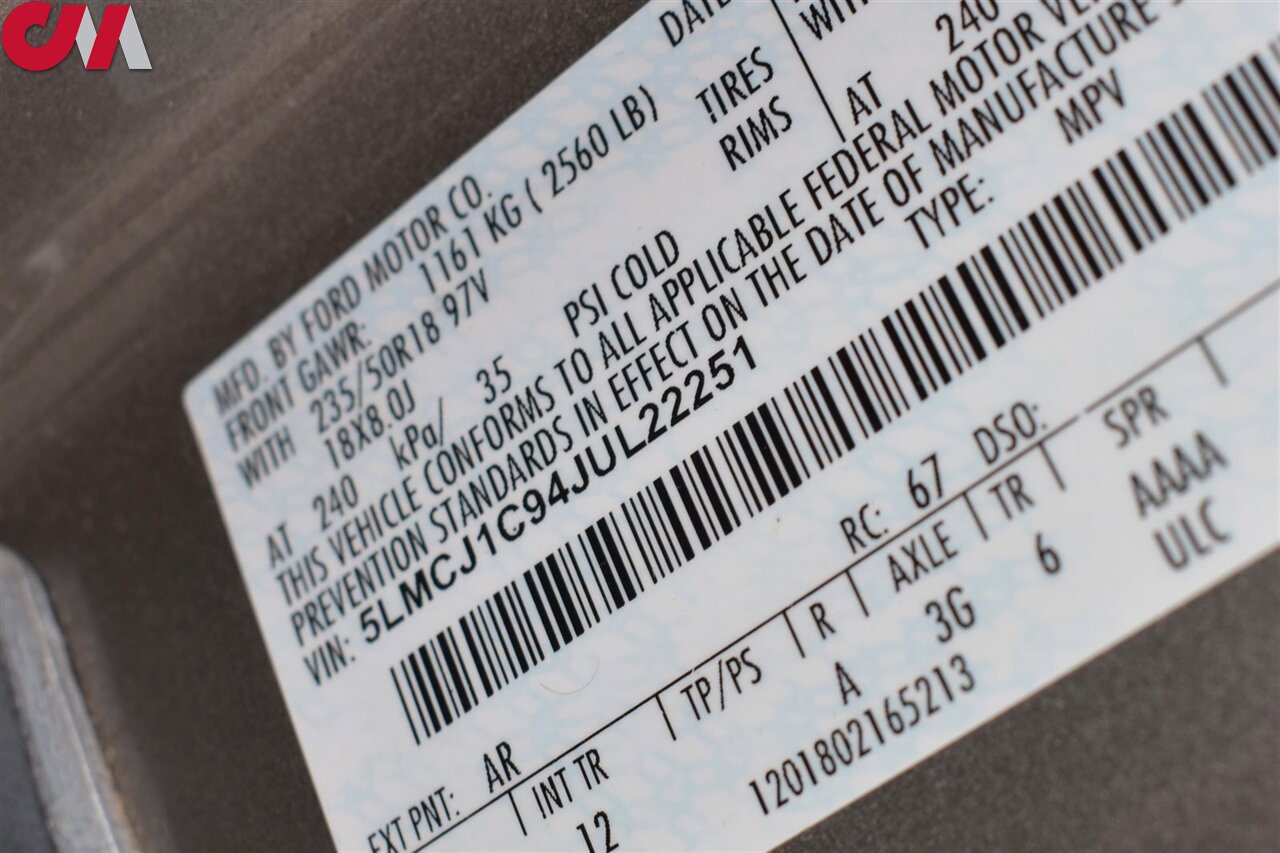 CMA
DATE
MFD. BY FORD MOTOR CO.
FRONT GAWR: 1161 KG ( 2560 LB)
WITH 235/50R18 97V TIRES
18X8.0J RIMS
AT 240 kPa/ 35 PSI COLD
AT 240
THIS VEHICLE CONFORMS TO ALL APPLICABLE FEDERAL MOTOR
PREVENTION STANDARDS IN EFFECT ON THE DATE OF MANUFACTURE
VIN: 5LMCJ1C94JUL22251 TYPE: MPV
EXT PNT: AR RC: 67 DSO:
INT TR TP/PS R AXLE TR SPR
12 A 3G 6 AAAA
1201802165213 ULC